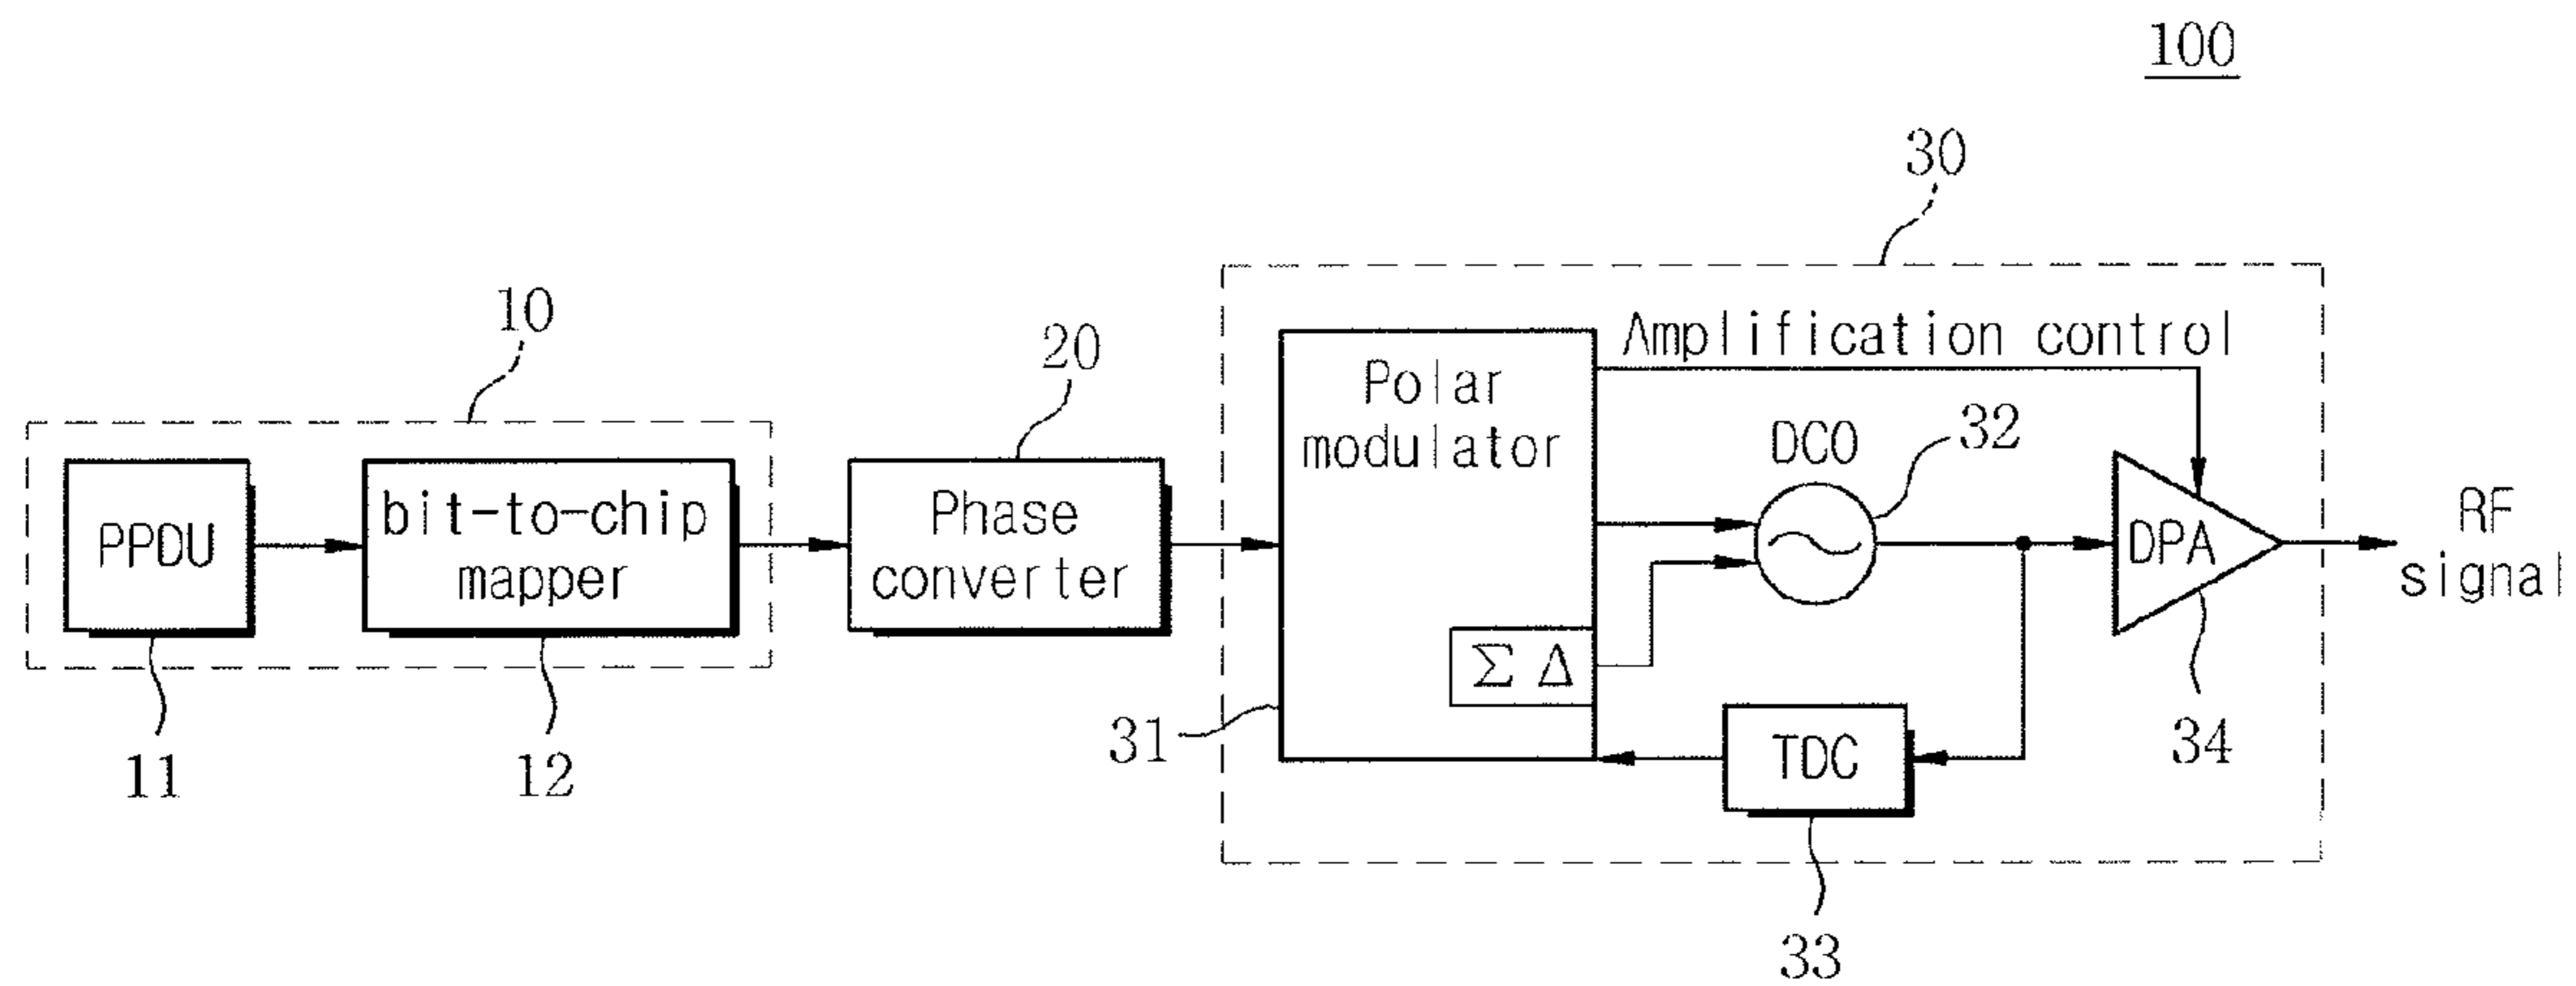 100
30
10
20
Amplification control
Polar
modulator
DCO
32
PPDU
bit-to-chip
mapper
Phase
converter
DPA
RF
signal
Σ Δ
31
TDC
34
11
12
33